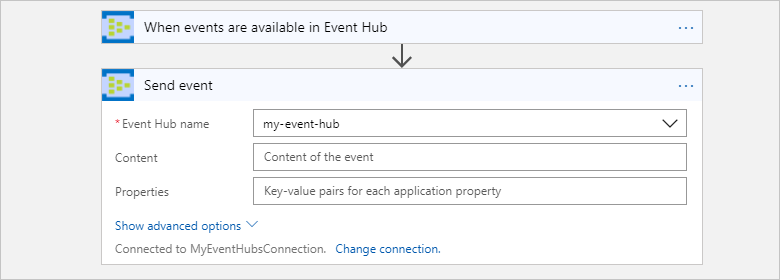 When events are available in Event Hub
...
Send event
...
* Event Hub name
my-event-hub
Content
Content of the event
Properties
Key-value pairs for each application property
Show advanced options
Connected to MyEventHubsConnection. Change connection.